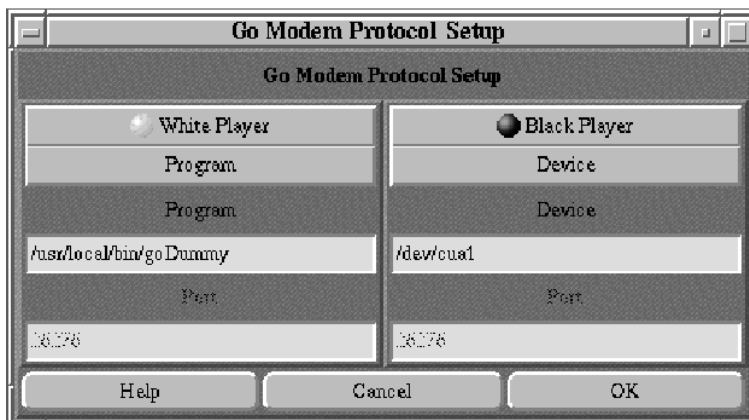 Go Modem Protocol Setup
Go Modem Protocol Setup
White Player
Black Player
Program
Device
Program
Device
/usr/local/bin/goDummy
/dev/cua1
Port
Port
Help
Cancel
OK